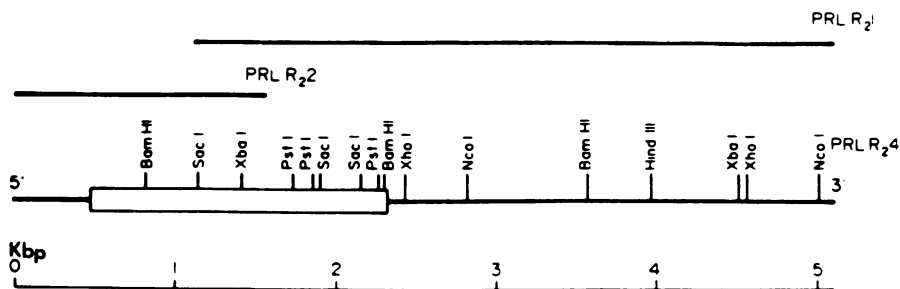 PRL R₂1
PRL R₂2
Bam HI
Sac I
Xba I
Pst I
Pst I
Sac I
Sac I
Pst I
Bam HI
Xho I
Nco I
Bam HI
Hind III
Xba I
Xho I
Nco I
PRL R₂4
5'
3'
Kbp
0
1
2
3
4
5